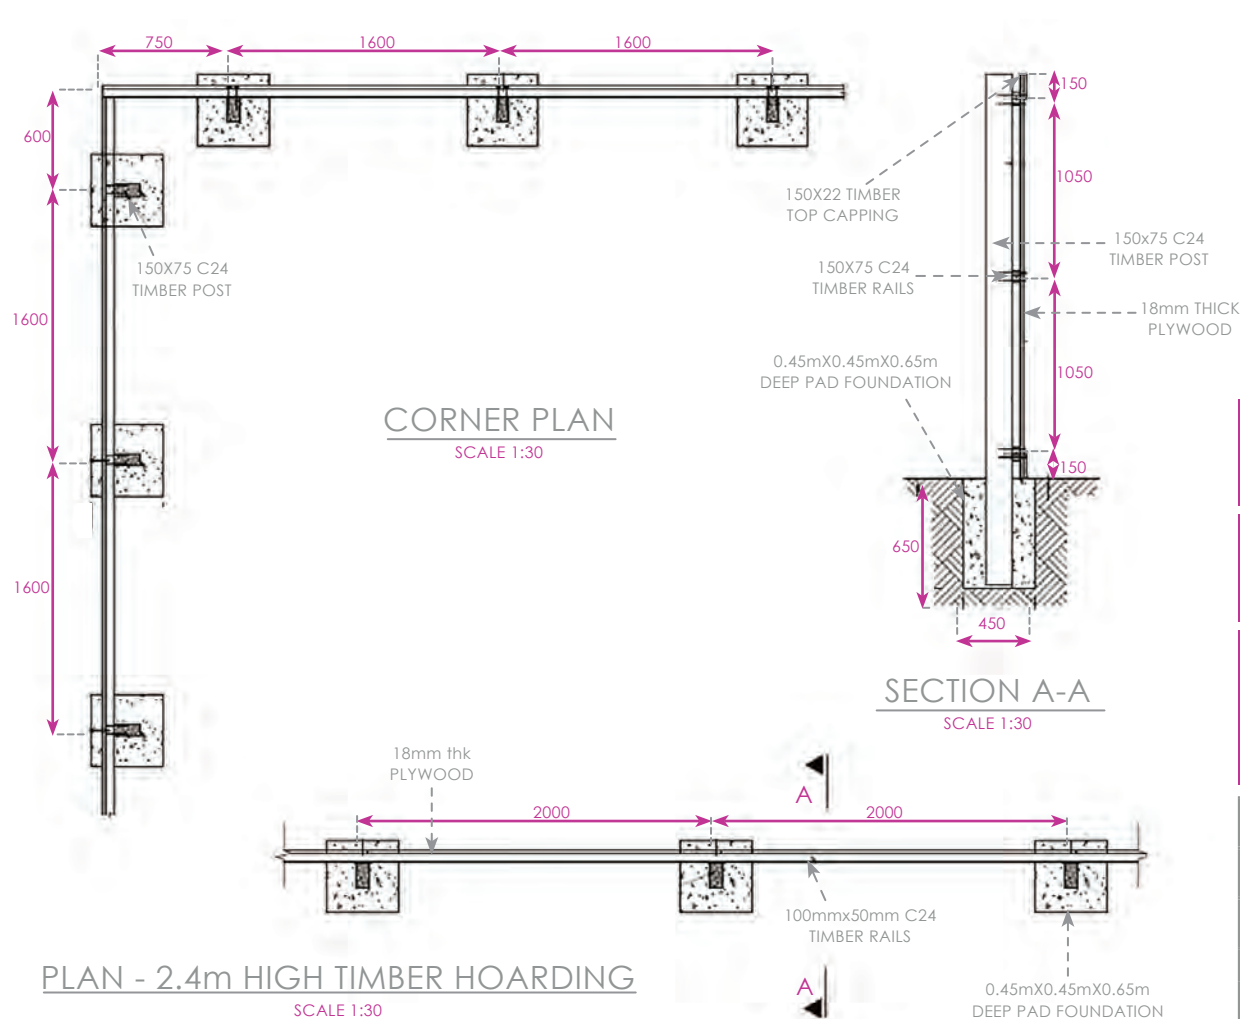 750
1600
1600
600
1600
1600
150X75 C24
TIMBER POST
CORNER PLAN
SCALE 1:30
150
1050
1050
150
150X22 TIMBER
TOP CAPPING
150x75 C24
TIMBER POST
150X75 C24
TIMBER RAILS
18mm THICK
PLYWOOD
0.45mX0.45mX0.65m
DEEP PAD FOUNDATION
650
450
SECTION A-A
SCALE 1:30
18mm thk
PLYWOOD
A
2000
2000
100mmx50mm C24
TIMBER RAILS
A
0.45mX0.45mX0.65m
DEEP PAD FOUNDATION
PLAN - 2.4m HIGH TIMBER HOARDING
SCALE 1:30